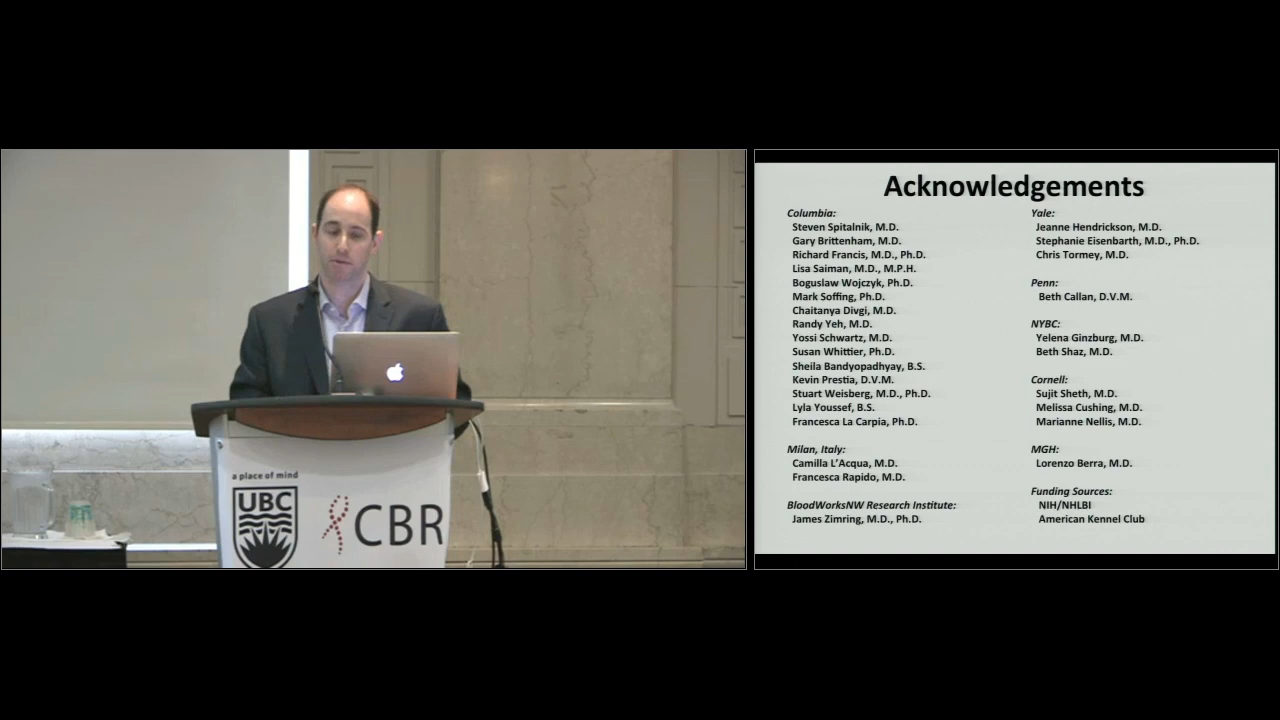 a place of mind
UBC
CBR
Acknowledgements
Columbia:
Steven Spitalnik, M.D.
Gary Brittenham, M.D.
Richard Francis, M.D., Ph.D.
Lisa Saiman, M.D., M.P.H.
Boguslaw Wojczyk, Ph.D.
Mark Soffing, Ph.D.
Chaitanya Divgi, M.D.
Randy Yeh, M.D.
Yossi Schwartz, M.D.
Susan Whittier, Ph.D.
Sheila Bandyopadhyay, B.S.
Kevin Prestia, D.V.M.
Stuart Weisberg, M.D., Ph.D.
Lyla Youssef, B.S.
Francesca La Carpia, Ph.D.
Milan, Italy:
Camilla L'Acqua, M.D.
Francesca Rapido, M.D.
BloodWorksNW Research Institute:
James Zimring, M.D., Ph.D.
Yale:
Jeanne Hendrickson, M.D.
Stephanie Eisenbarth, M.D., Ph.D.
Chris Tormey, M.D.
Penn:
Beth Callan, D.V.M.
NYBC:
Yelena Ginzburg, M.D.
Beth Shaz, M.D.
Cornell:
Sujit Sheth, M.D.
Melissa Cushing, M.D.
Marianne Nellis, M.D.
MGH:
Lorenzo Berra, M.D.
Funding Sources:
NIH/NHLBI
American Kennel Club